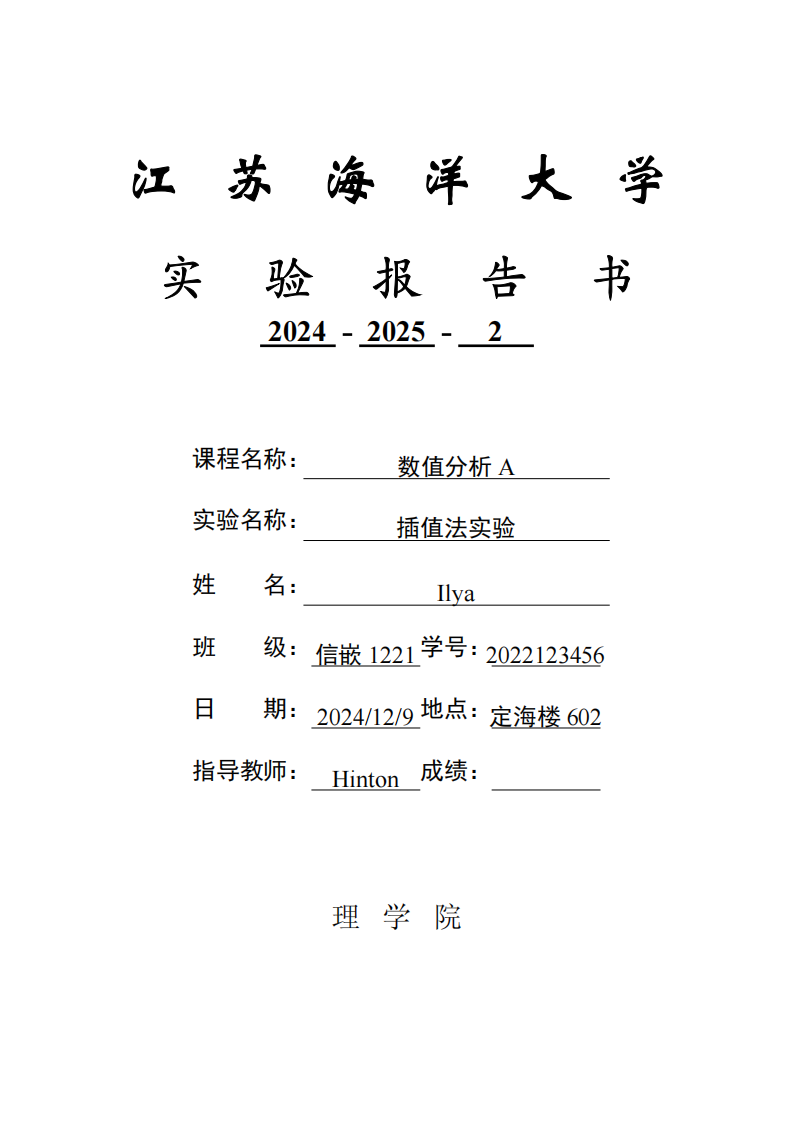 江苏海洋大学
实验报告书
2024 - 2025 - 2
课程名称： 数值分析 A
实验名称： 插值法实验
姓 名： Ilya
班 级： 信嵌 1221 学号： 2022123456
日 期： 2024/12/9 地点： 定海楼 602
指导教师： Hinton 成绩：
理学院